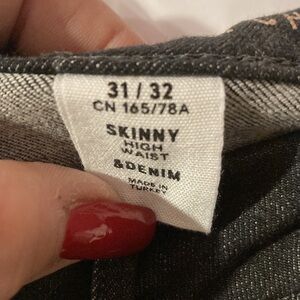 31 / 32
CN 165/78A
SKINNY
HIGH
WAIST
&DENIM
MADE IN
TURKEY